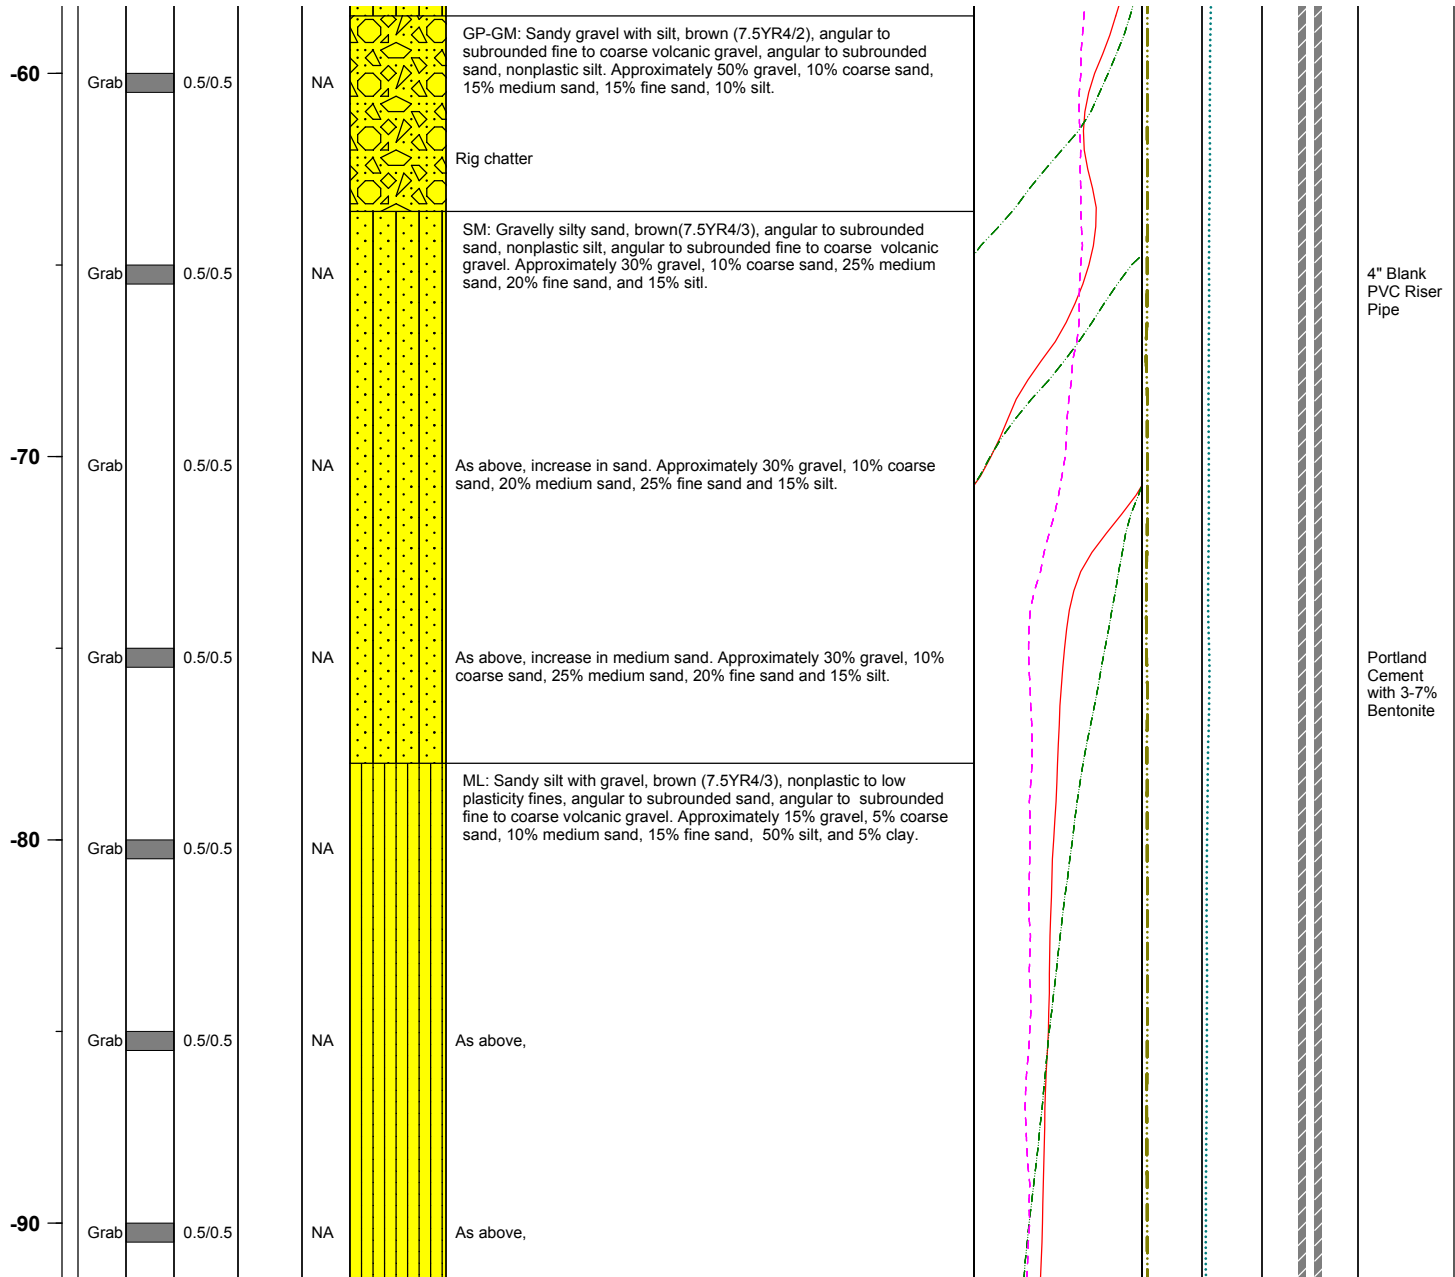 GP-GM: Sandy gravel with silt, brown (7.5YR4/2), angular to
subrounded fine to coarse volcanic gravel, angular to subrounded
sand, nonplastic silt. Approximately 50% gravel, 10% coarse sand,
15% medium sand, 15% fine sand, 10% silt.
-60
Grab
0.5/0.5
NA
Rig chatter
SM: Gravelly silty sand, brown(7.5YR4/3), angular to subrounded
sand, nonplastic silt, angular to subrounded fine to coarse volcanic
gravel. Approximately 30% gravel, 10% coarse sand, 25% medium
sand, 20% fine sand, and 15% sitl.
Grab
0.5/0.5
NA
4" Blank
PVC Riser
Pipe
-70
Grab
0.5/0.5
NA
As above, increase in sand. Approximately 30% gravel, 10% coarse
sand, 20% medium sand, 25% fine sand and 15% silt.
Grab
0.5/0.5
NA
As above, increase in medium sand. Approximately 30% gravel, 10%
coarse sand, 25% medium sand, 20% fine sand and 15% silt.
Portland
Cement
with 3-7%
Bentonite
ML: Sandy silt with gravel, brown (7.5YR4/3), nonplastic to low
plasticity fines, angular to subrounded sand, angular to subrounded
fine to coarse volcanic gravel. Approximately 15% gravel, 5% coarse
sand, 10% medium sand, 15% fine sand, 50% silt, and 5% clay.
-80
Grab
0.5/0.5
NA
Grab
0.5/0.5
NA
As above,
-90
Grab
0.5/0.5
NA
As above,